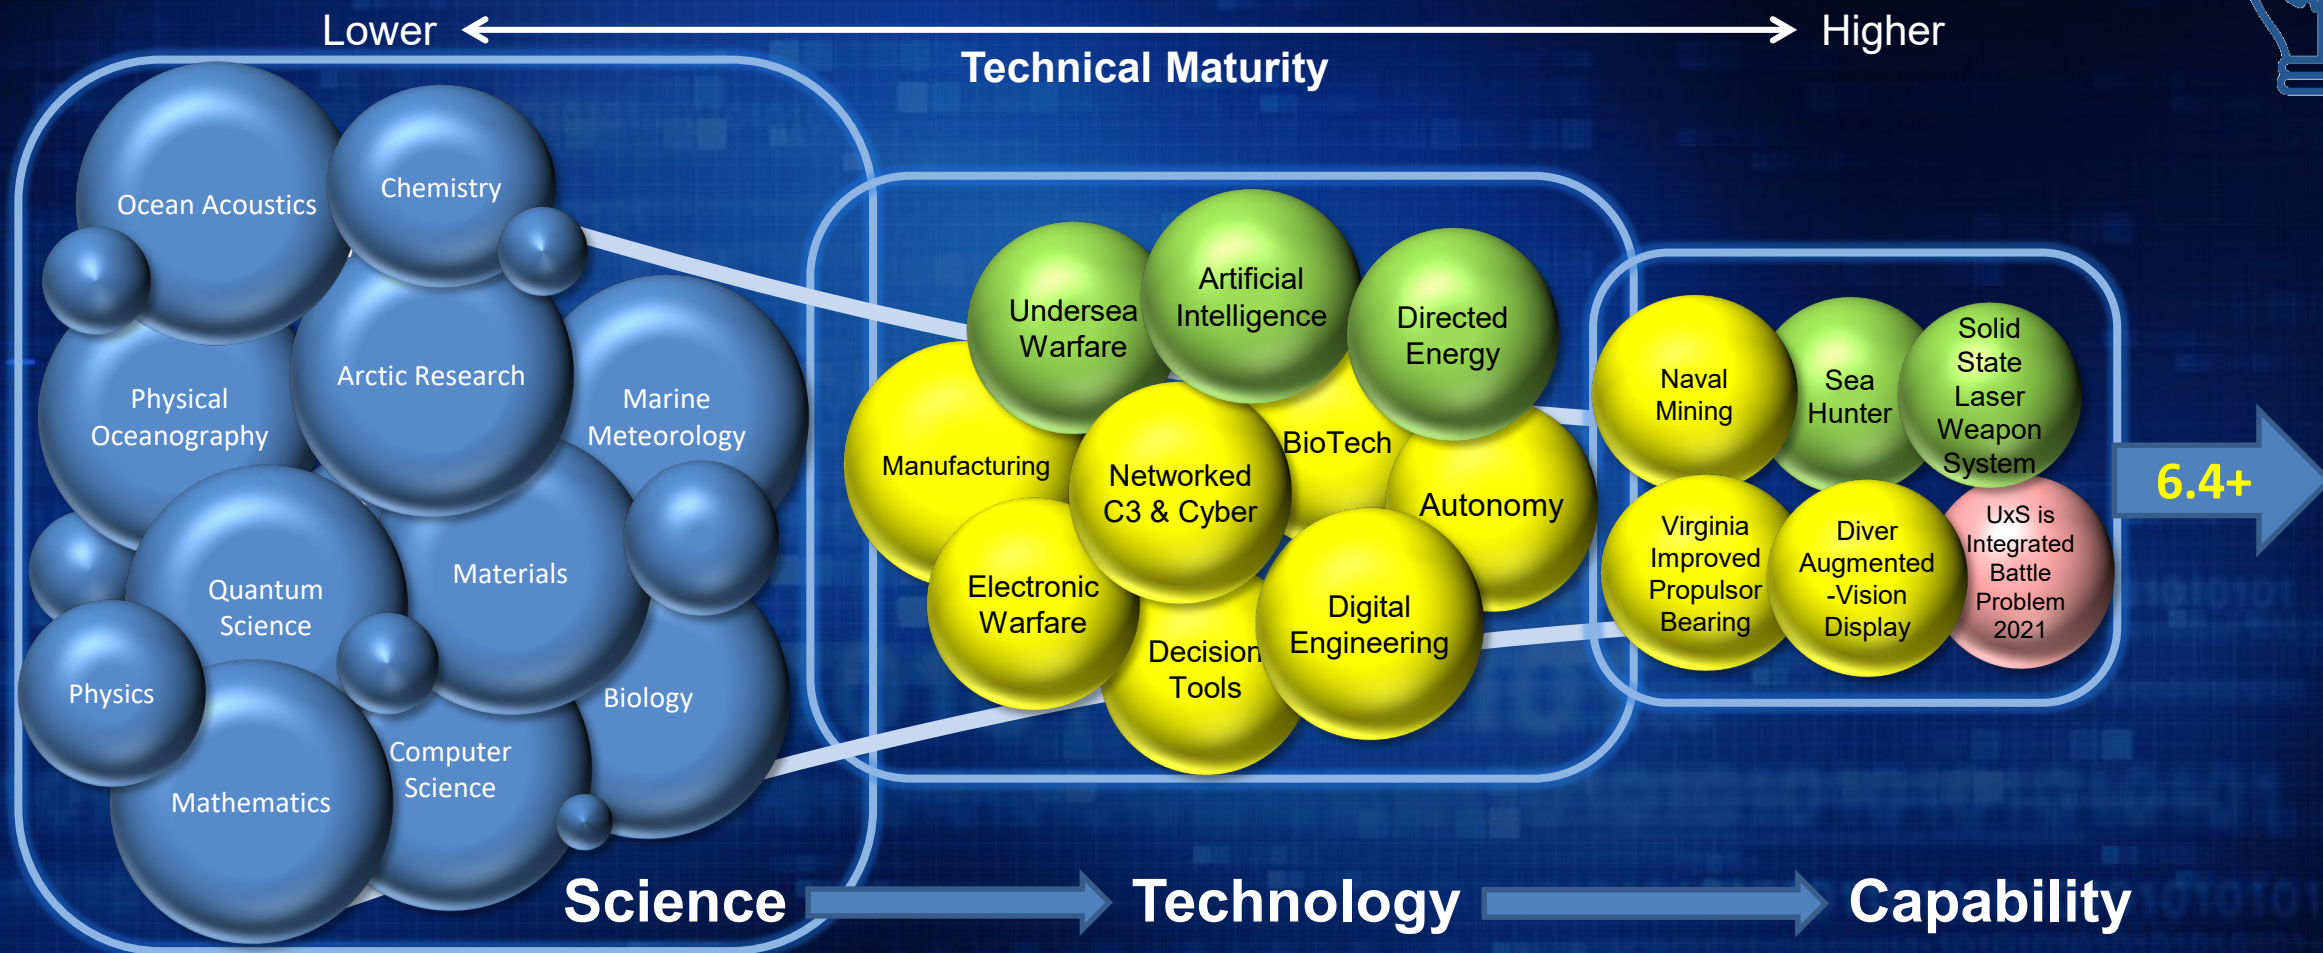 Lower
Higher
Technical Maturity
Ocean Acoustics
Chemistry
Physical
Oceanography
Arctic Research
Marine
Meteorology
Quantum
Science
Materials
Physics
Biology
Mathematics
Computer
Science
Undersea
Warfare
Artificial
Intelligence
Directed
Energy
Manufacturing
Networked
C3 & Cyber
BioTech
Autonomy
Electronic
Warfare
Decision
Tools
Digital
Engineering
Naval
Mining
Sea
Hunter
Solid
State
Laser
Weapon
System
Virginia
Improved
Propulsor
Bearing
Diver
Augmented
-Vision
Display
UxS is
Integrated
Battle
Problem
2021
6.4+
Science
Technology
Capability